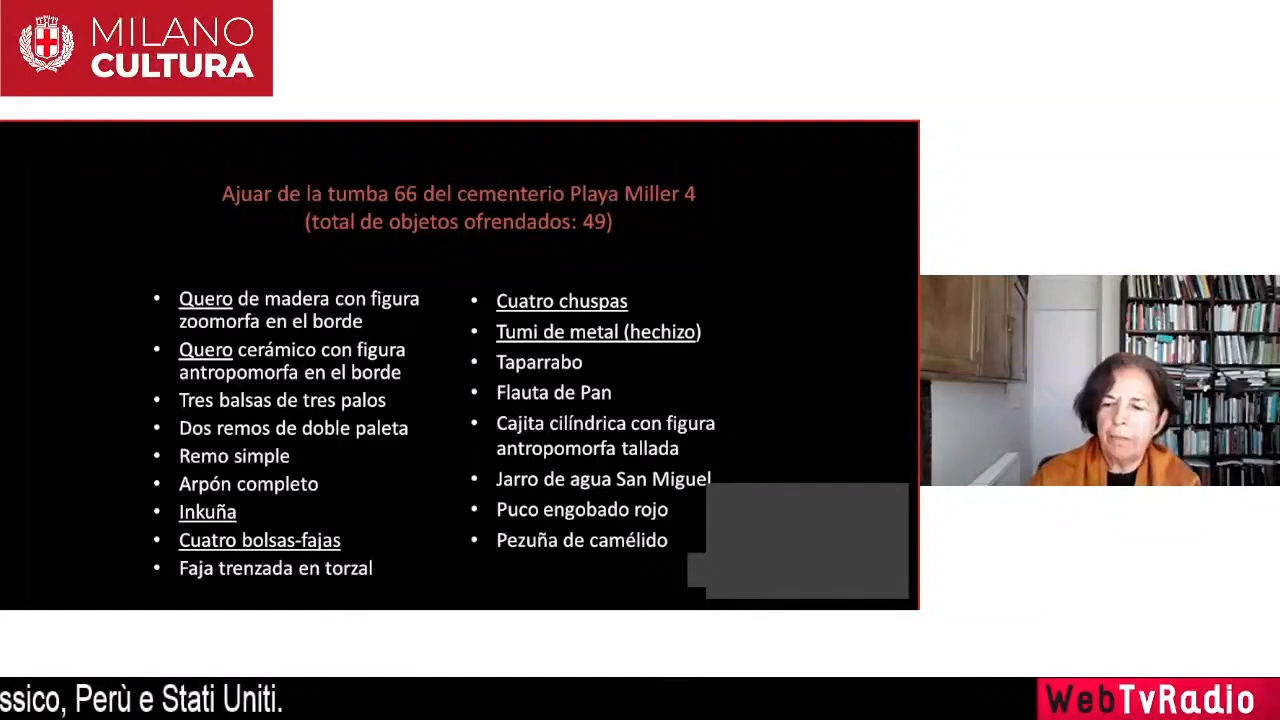 MILANO
CULTURA
Ajuar de la tumba 66 del cementerio Playa Miller 4
(total de objetos ofrendados: 49)
• Quero de madera con figura
zoomorfa en el borde
• Quero cerámico con figura
antropomorfa en el borde
• Tres balsas de tres palos
• Dos remos de doble paleta
• Remo simple
• Arpón completo
• Inkuña
• Cuatro bolsas-fajas
• Faja trenzada en torzal
• Cuatro chuspas
• Tumi de metal (hechizo)
• Taparrabo
• Flauta de Pan
• Cajita cilíndrica con figura
antropomorfa tallada
• Jarro de agua San Miguel
• Puco engobado rojo
• Pezuña de camélido
ssico, Perù e Stati Uniti.
WebTvRadio